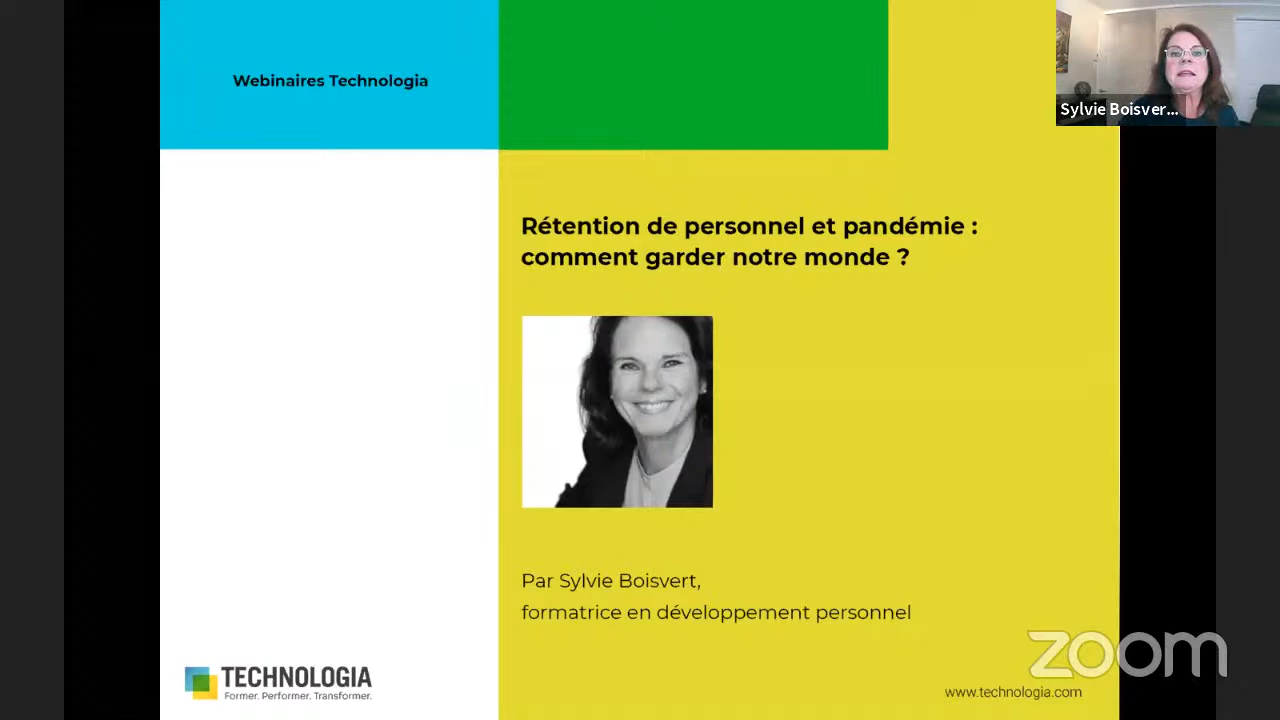 Webinaires Technologia
Sylvie Boisver...
Rétention de personnel et pandémie :
comment garder notre monde ?
Par Sylvie Boisvert,
formatrice en développement personnel
zoom
TECHNOLOGIA
Former. Performer. Transformer.
www.technologia.com